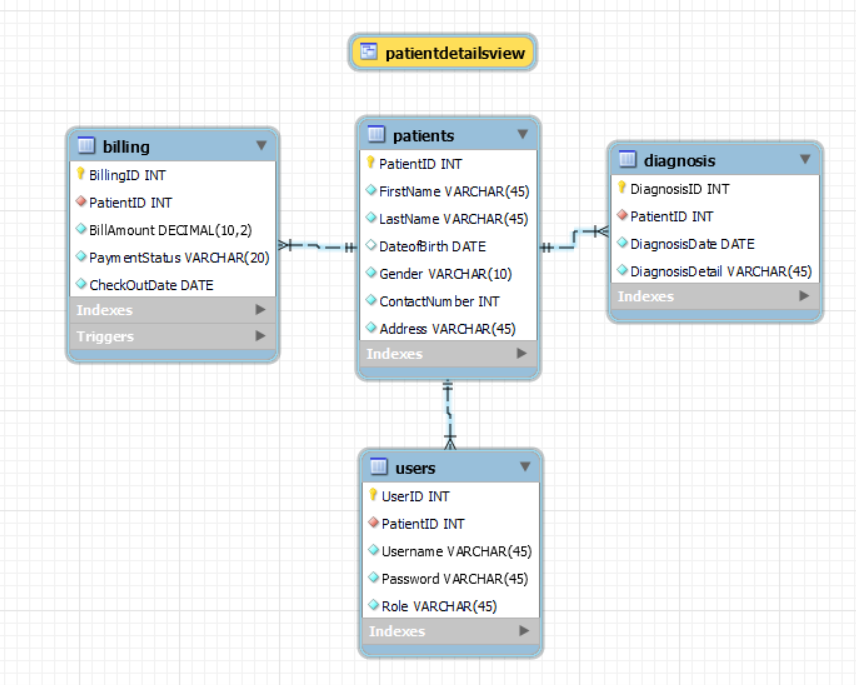 patientdetailsview
billing
BillingID INT
PatientID INT
BillAmount DECIMAL(10,2)
PaymentStatus VARCHAR(20)
CheckOutDate DATE
Indexes
Triggers
patients
PatientID INT
FirstName VARCHAR(45)
LastName VARCHAR(45)
DateofBirth DATE
Gender VARCHAR(10)
ContactNumber INT
Address VARCHAR(45)
Indexes
diagnosis
DiagnosisID INT
PatientID INT
DiagnosisDate DATE
DiagnosisDetail VARCHAR(45)
Indexes
users
UserID INT
PatientID INT
Username VARCHAR(45)
Password VARCHAR(45)
Role VARCHAR(45)
Indexes